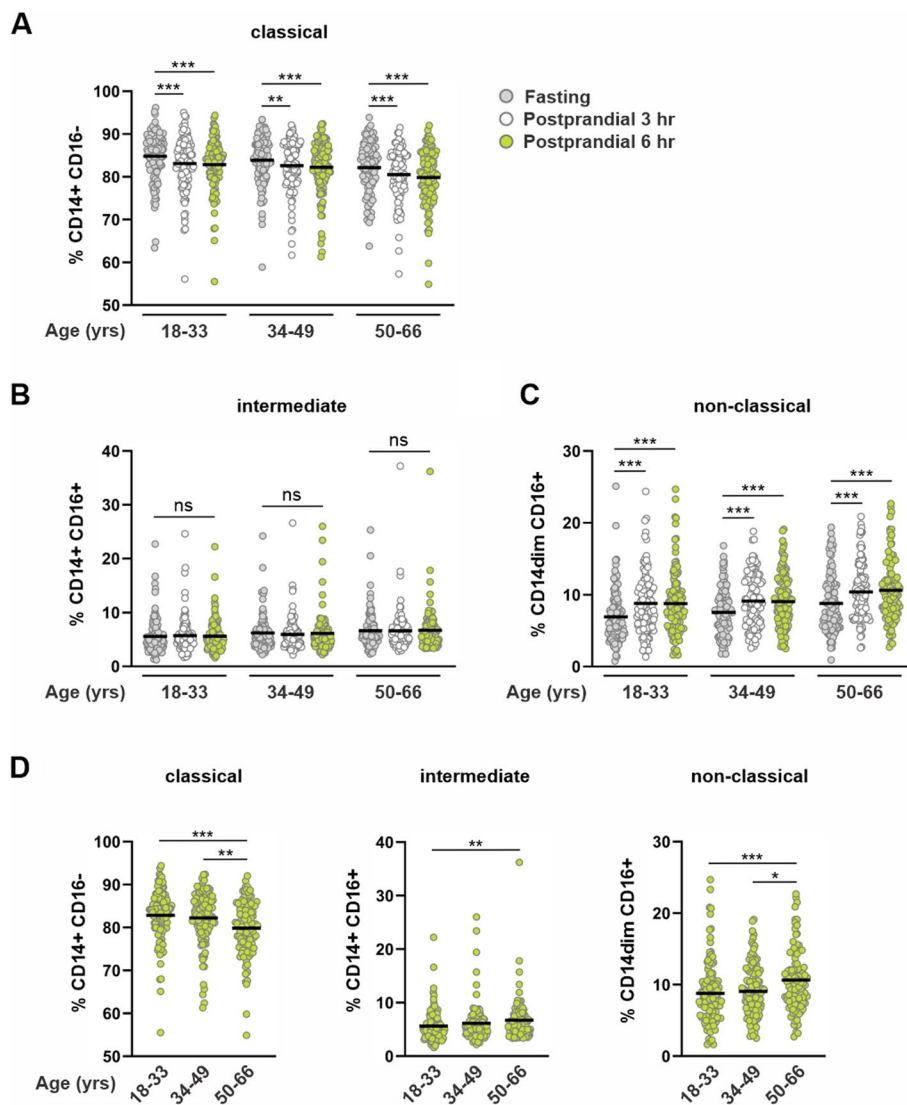 A
classical
*** *** ***
*** ** ***
Fasting
Postprandial 3 hr
Postprandial 6 hr
% CD14+ CD16-
100
90
80
70
60
50
Age (yrs) 18-33 34-49 50-66
B
intermediate
ns ns ns
% CD14+ CD16+
40
30
20
10
0
Age (yrs) 18-33 34-49 50-66
C
non-classical
*** *** ***
*** *** ***
% CD14dim CD16+
30
20
10
0
Age (yrs) 18-33 34-49 50-66
D
classical
***
**
% CD14+ CD16-
100
90
80
70
60
50
Age (yrs) 18-33 34-49 50-66
intermediate
**
% CD14+ CD16+
40
30
20
10
0
18-33 34-49 50-66
non-classical
***
*
% CD14dim CD16+
30
20
10
0
18-33 34-49 50-66